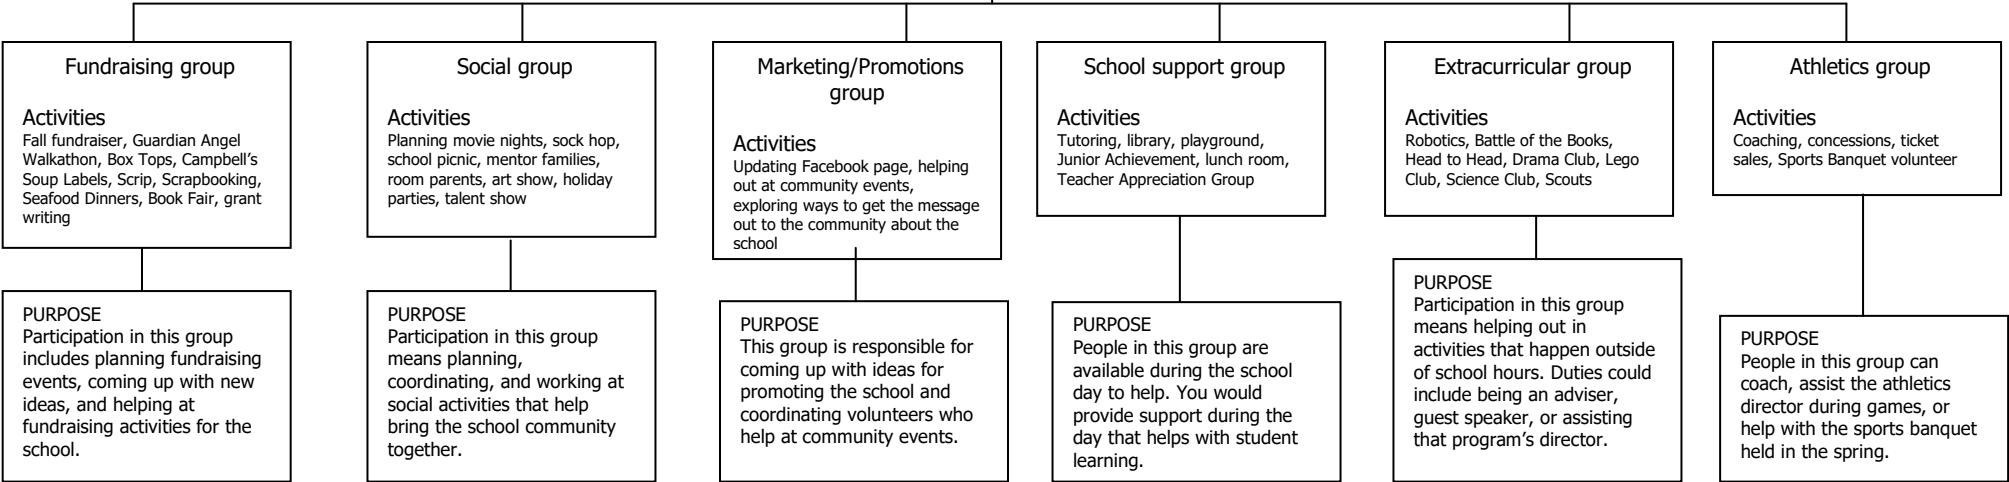 Fundraising group
Activities
Fall fundraiser, Guardian Angel
Walkathon, Box Tops, Campbell’s
Soup Labels, Scrip, Scrapbooking,
Seafood Dinners, Book Fair, grant
writing
PURPOSE
Participation in this group
includes planning fundraising
events, coming up with new
ideas, and helping at
fundraising activities for the
school.
Social group
Activities
Planning movie nights, sock hop,
school picnic, mentor families,
room parents, art show, holiday
parties, talent show
PURPOSE
Participation in this group
means planning,
coordinating, and working at
social activities that help
bring the school community
together.
Marketing/Promotions
group
Activities
Updating Facebook page, helping
out at community events,
exploring ways to get the message
out to the community about the
school
PURPOSE
This group is responsible for
coming up with ideas for
promoting the school and
coordinating volunteers who
help at community events.
School support group
Activities
Tutoring, library, playground,
Junior Achievement, lunch room,
Teacher Appreciation Group
PURPOSE
People in this group are
available during the school
day to help. You would
provide support during the
day that helps with student
learning.
Extracurricular group
Activities
Robotics, Battle of the Books,
Head to Head, Drama Club, Lego
Club, Science Club, Scouts
PURPOSE
Participation in this group
means helping out in
activities that happen outside
of school hours. Duties could
include being an adviser,
guest speaker, or assisting
that program’s director.
Athletics group
Activities
Coaching, concessions, ticket
sales, Sports Banquet volunteer
PURPOSE
People in this group can
coach, assist the athletics
director during games, or
help with the sports banquet
held in the spring.